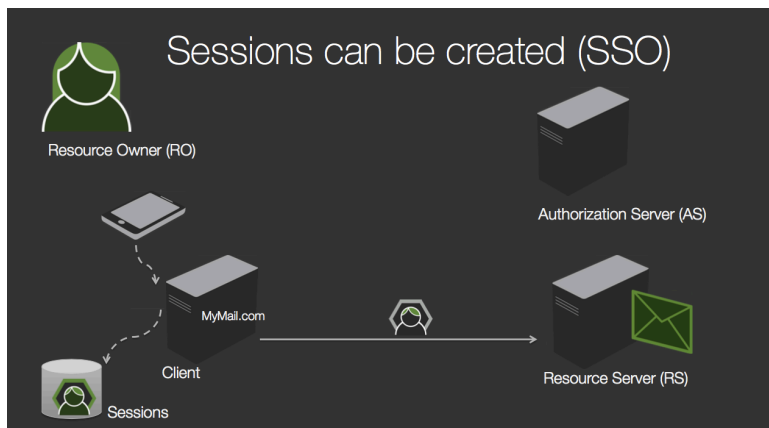 Sessions can be created (SSO)
Resource Owner (RO)
Authorization Server (AS)
MyMail.com
Client
Resource Server (RS)
Sessions